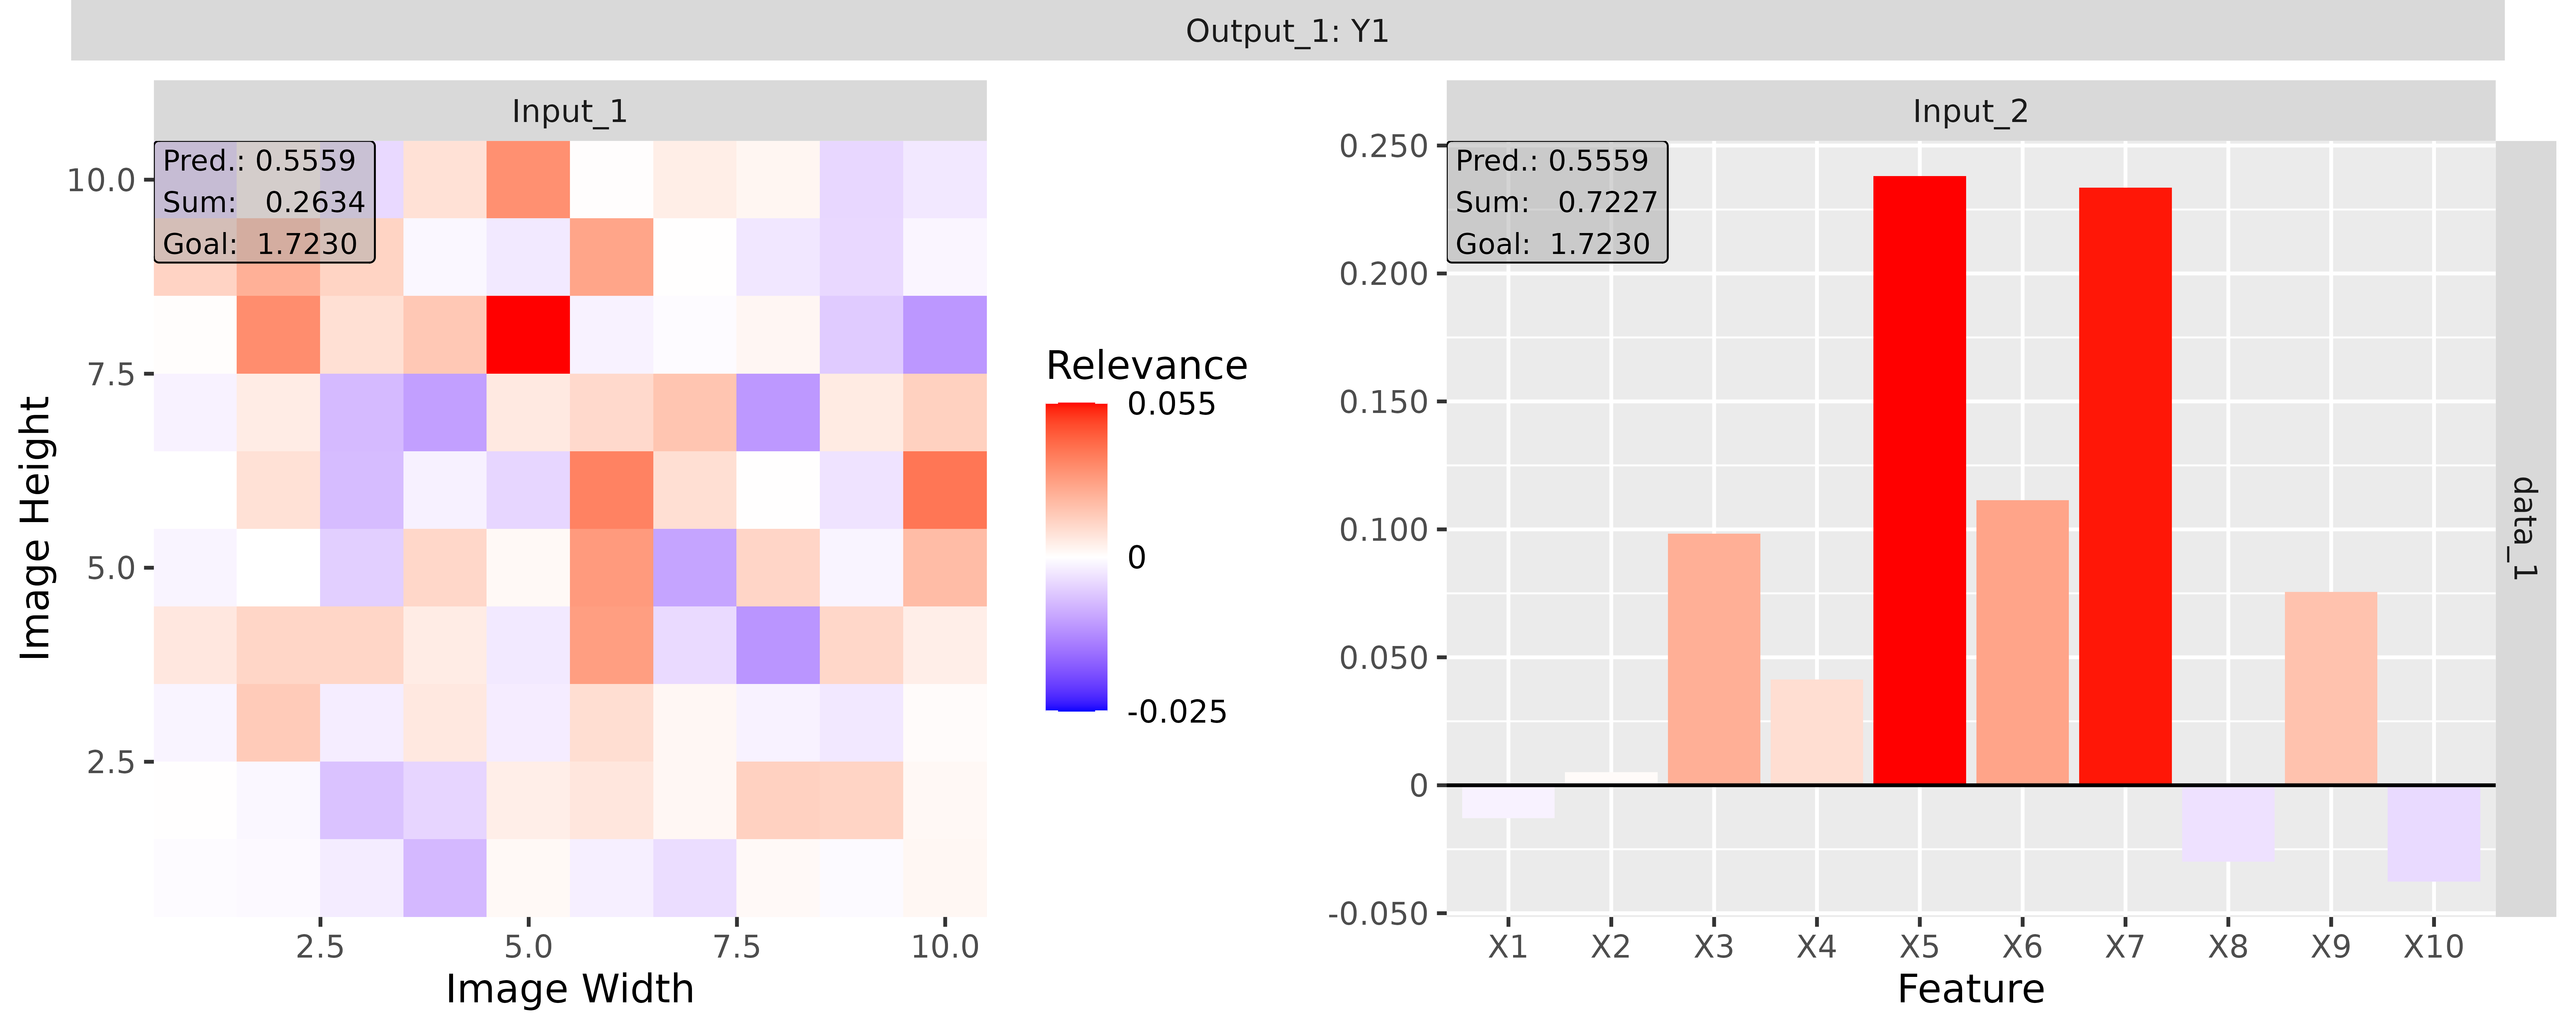 Output_1: Y1
Input_1
Pred.: 0.5559
Sum: 0.2634
Goal: 1.7230
10.0
7.5
5.0
2.5
Image Height
2.5 5.0 7.5 10.0
Image Width
Relevance
0.055
0
-0.025
Input_2
Pred.: 0.5559
Sum: 0.7227
Goal: 1.7230
0.250
0.200
0.150
0.100
0.050
0
-0.050
X1 X2 X3 X4 X5 X6 X7 X8 X9 X10
Feature
data_1